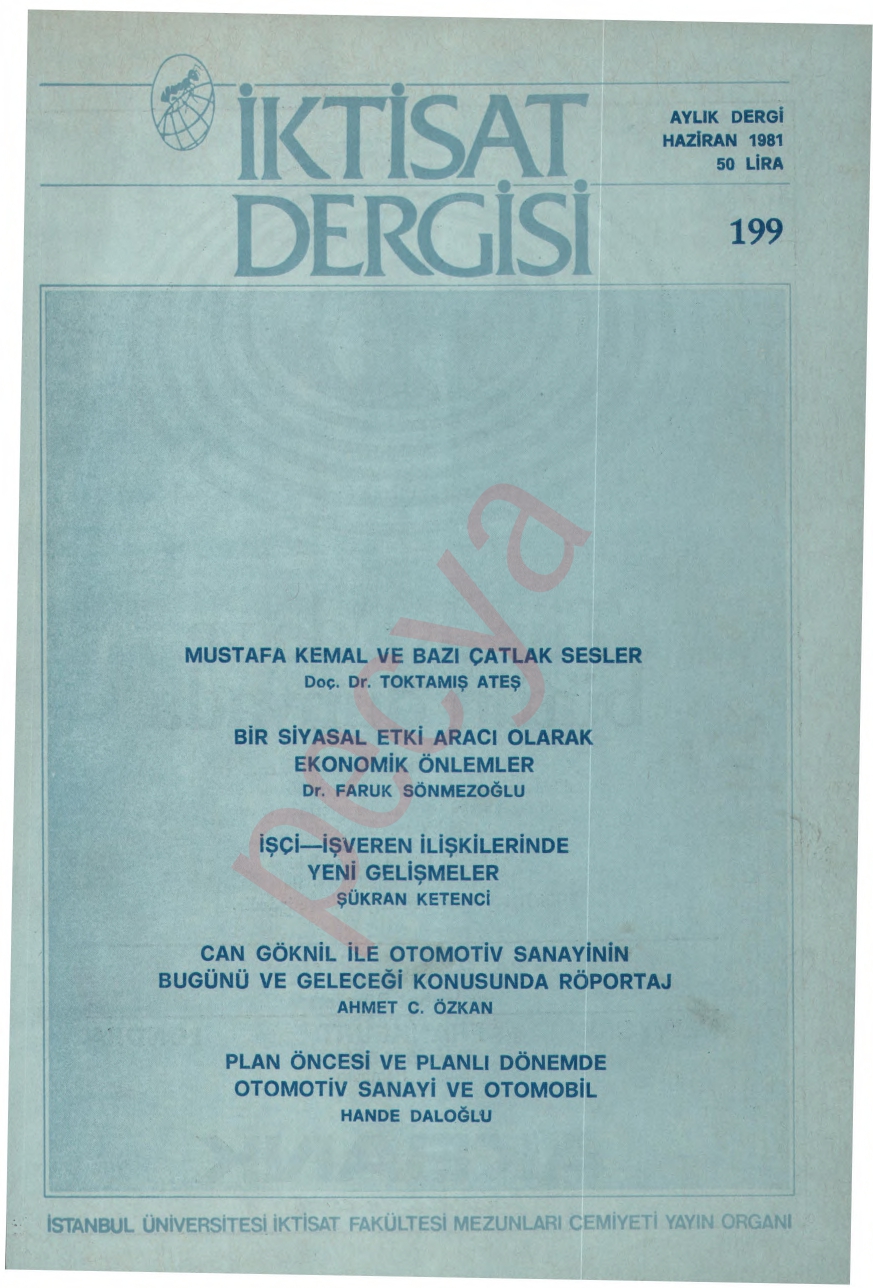 İKTİSAT
DERGİSİ
AYLIK DERGİ
HAZİRAN 1981
50 LİRA
199
MUSTAFA KEMAL VE BAZI ÇATLAK SESLER
Doç. Dr. TOKTAMIŞ ATEŞ
BİR SİYASAL ETKİ ARACI OLARAK
EKONOMİK ÖNLEMLER
Dr. FARUK SÖNMEZOĞLU
İŞÇİ—İŞVEREN İLİŞKİLERİNDE
YENİ GELİŞMELER
ŞÜKRAN KETENCİ
CAN GÖKNİL İLE OTOMOTİV SANAYİNİN
BUGÜNÜ VE GELECEĞİ KONUSUNDA RÖPORTAJ
AHMET C. ÖZKAN
PLAN ÖNCESİ VE PLANLI DÖNEMDE
OTOMOTİV SANAYİ VE OTOMOBİL
HANDE DALOĞLU
pecya
İSTANBUL ÜNİVERSİTESİ İKTİSAT FAKÜLTESİ MEZUNLARI CEMİYETİ YAYIN ORGANI